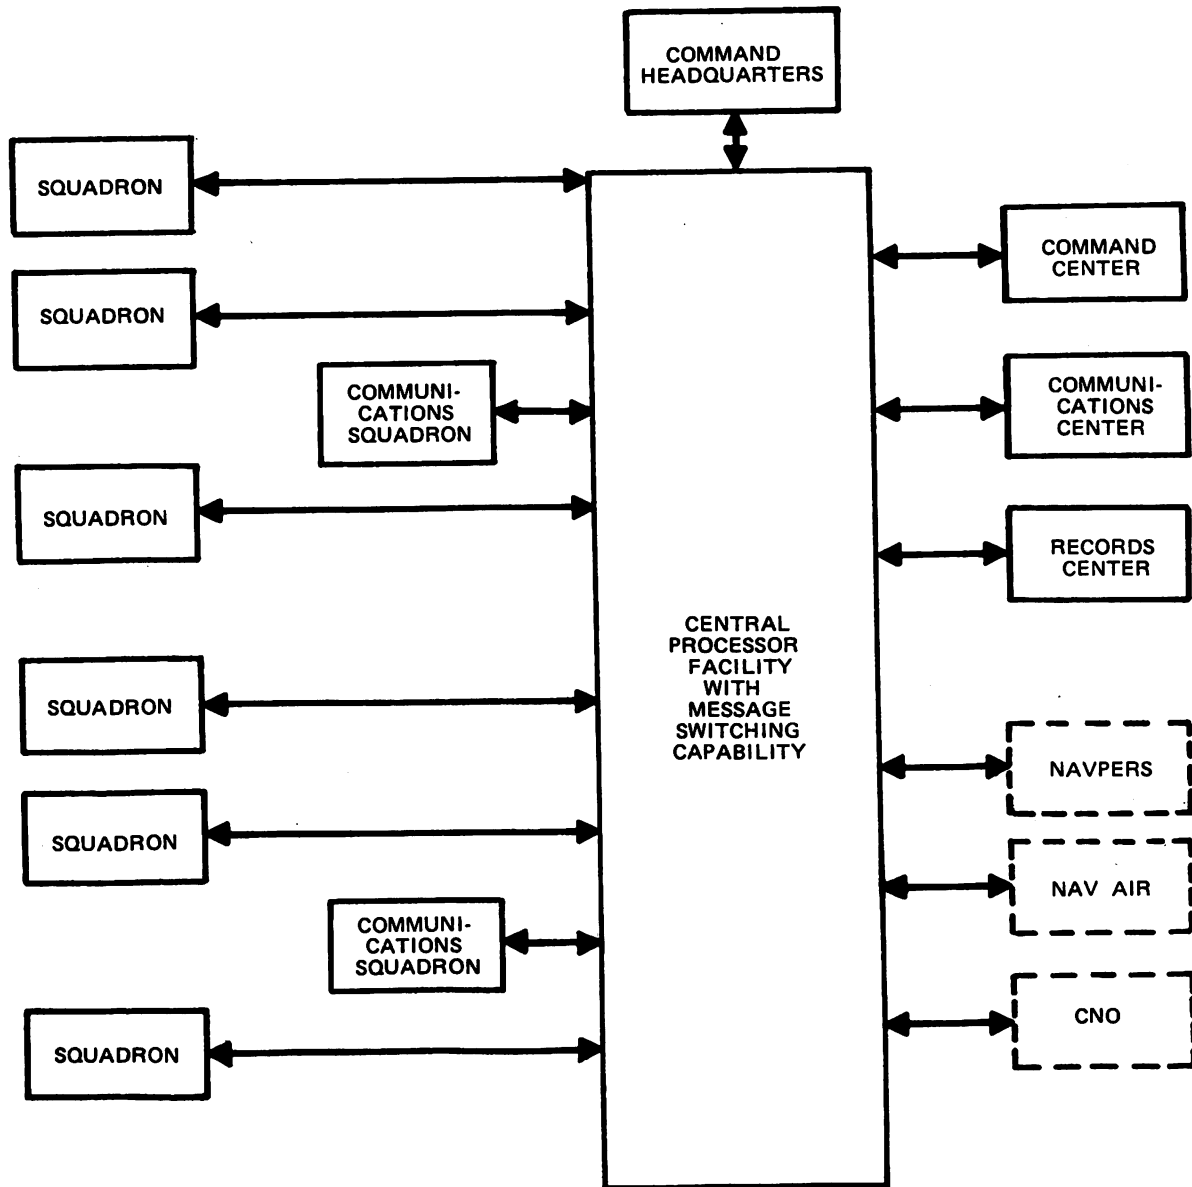 COMMAND
HEADQUARTERS
SQUADRON
SQUADRON
COMMUNI-
CATIONS
SQUADRON
SQUADRON
SQUADRON
SQUADRON
COMMUNI-
CATIONS
SQUADRON
SQUADRON
CENTRAL
PROCESSOR
FACILITY
WITH
MESSAGE
SWITCHING
CAPABILITY
COMMAND
CENTER
COMMUNI-
CATIONS
CENTER
RECORDS
CENTER
NAVPERS
NAV AIR
CNO